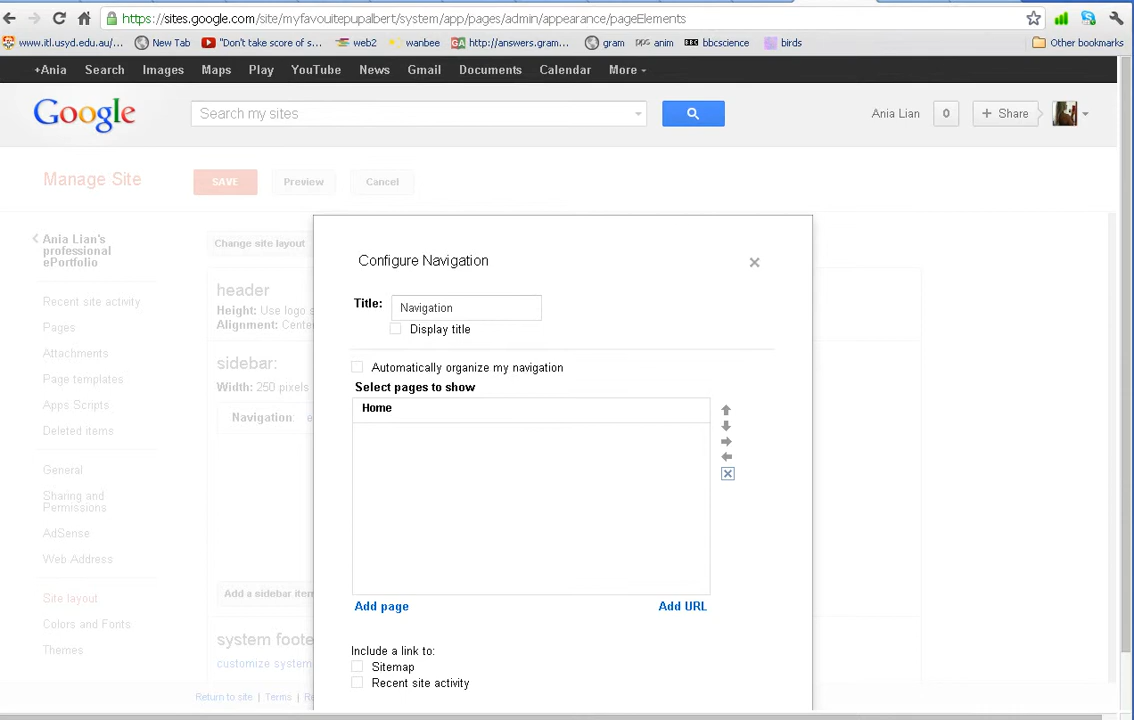 https://sites.google.com/site/myfavouitepupalbert/system/app/pages/admin/appearance/pageElements
www.itl.usyd.edu.au/... New Tab "Don't take score of s... web2 wanbee http://answers.gram... gram anim bbcscience birds Other bookmarks
+Ania Search Images Maps Play YouTube News Gmail Documents Calendar More
Google Search my sites Ania Lian 0 + Share
Manage Site SAVE Preview Cancel
Ania Lian's
professional
ePortfolio
Recent site activity
Pages
Attachments
Page templates
Apps Scripts
Deleted items
General
Sharing and
Permissions
AdSense
Web Address
Site layout
Colors and Fonts
Themes
Change site layout
header
Height: Use logo s
Alignment: Cente
sidebar:
Width: 250 pixels
Navigation: e
Add a sidebar item
system foote
customize system
Return to site | Terms | Re
Configure Navigation
Title: Navigation
Display title
Automatically organize my navigation
Select pages to show
Home
Add page Add URL
Include a link to:
Sitemap
Recent site activity